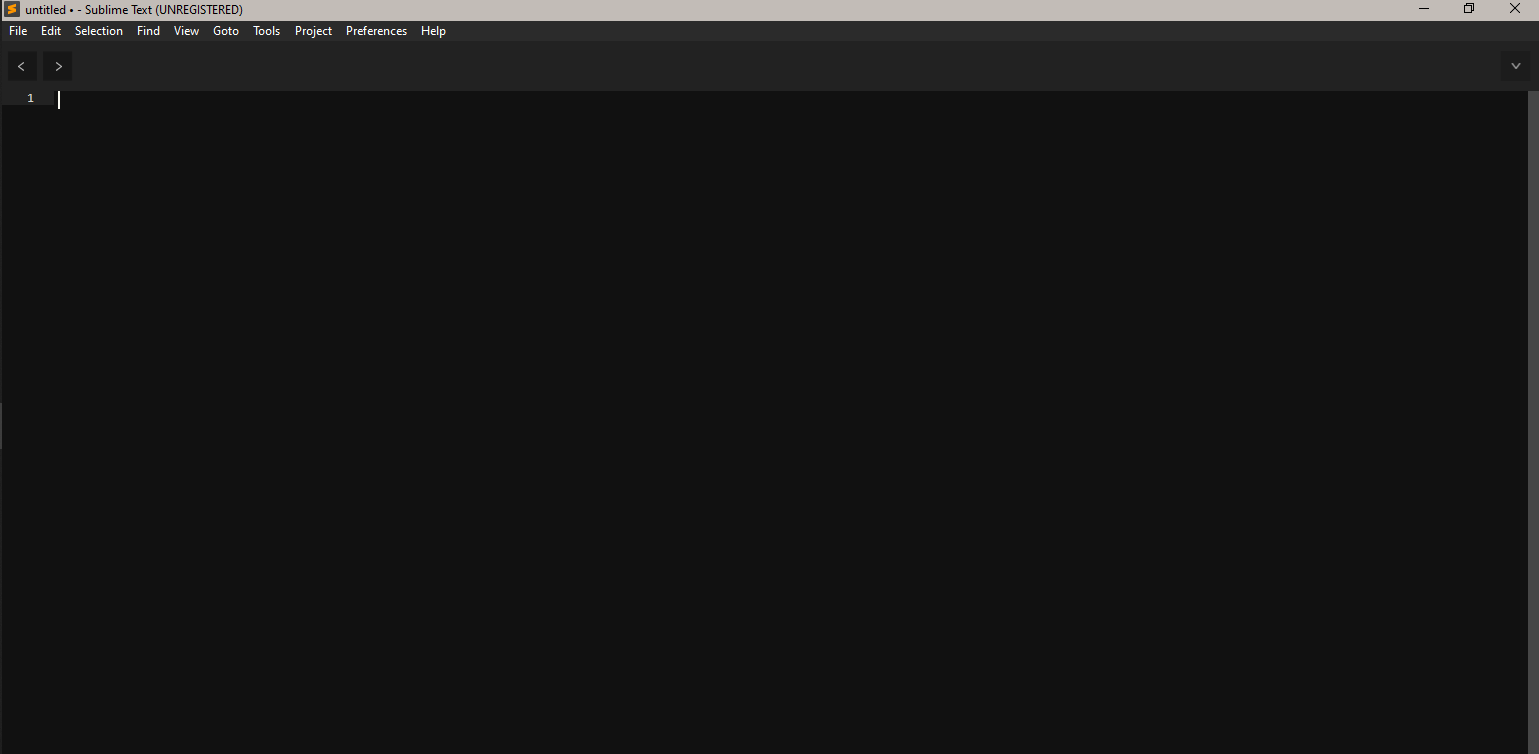 untitled • - Sublime Text (UNREGISTERED)
File Edit Selection Find View Goto Tools Project Preferences Help
1